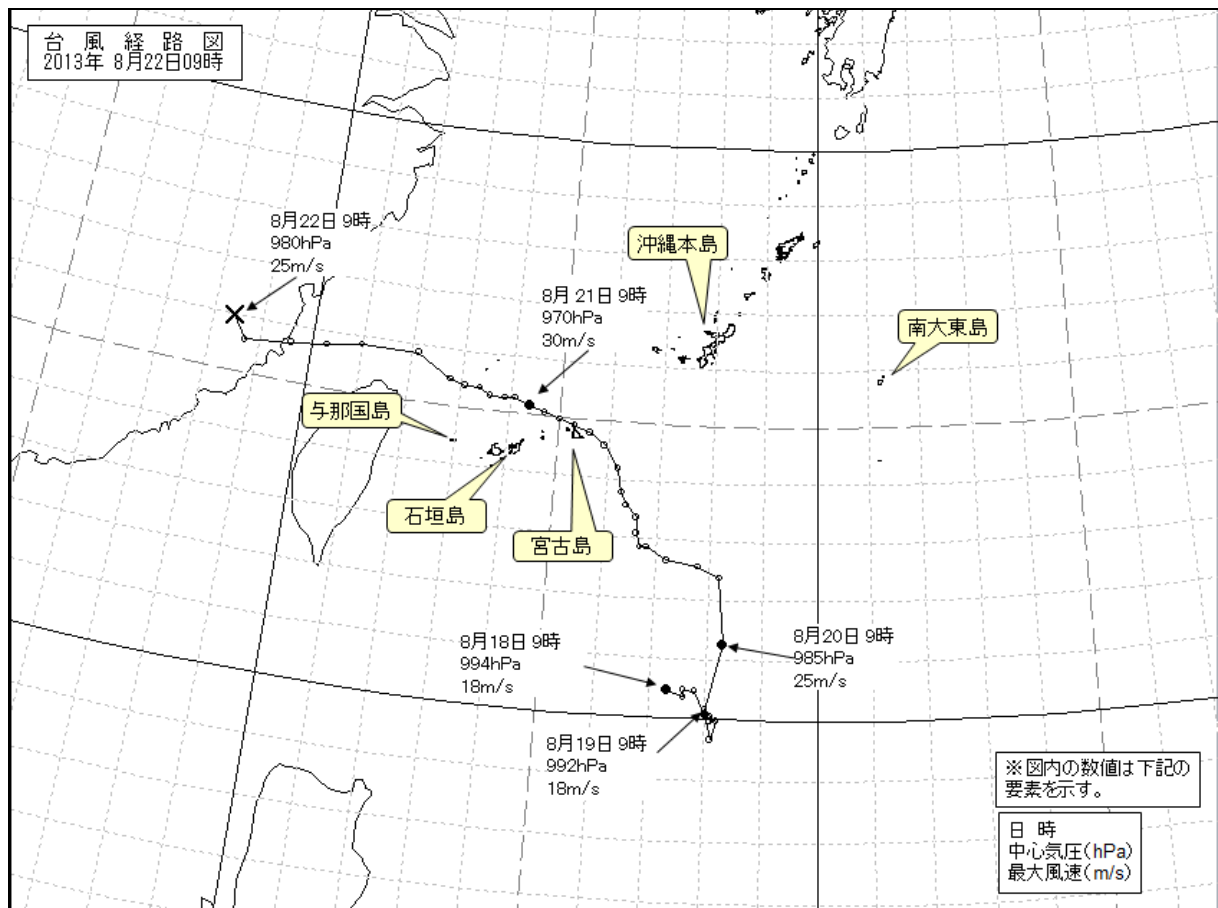 台 風 経 路 図
2013年 8月22日09時
8月22日 9時
980hPa
25m/s
沖縄本島
8月 21日 9時
970hPa
30m/s
南大東島
与那国島
石垣島
宮古島
8月18日 9時
994hPa
18m/s
8月20日 9時
985hPa
25m/s
8月19日 9時
992hPa
18m/s
※図内の数値は下記の
要素を示す。
日 時
中心気圧(hPa)
最大風速(m/s)